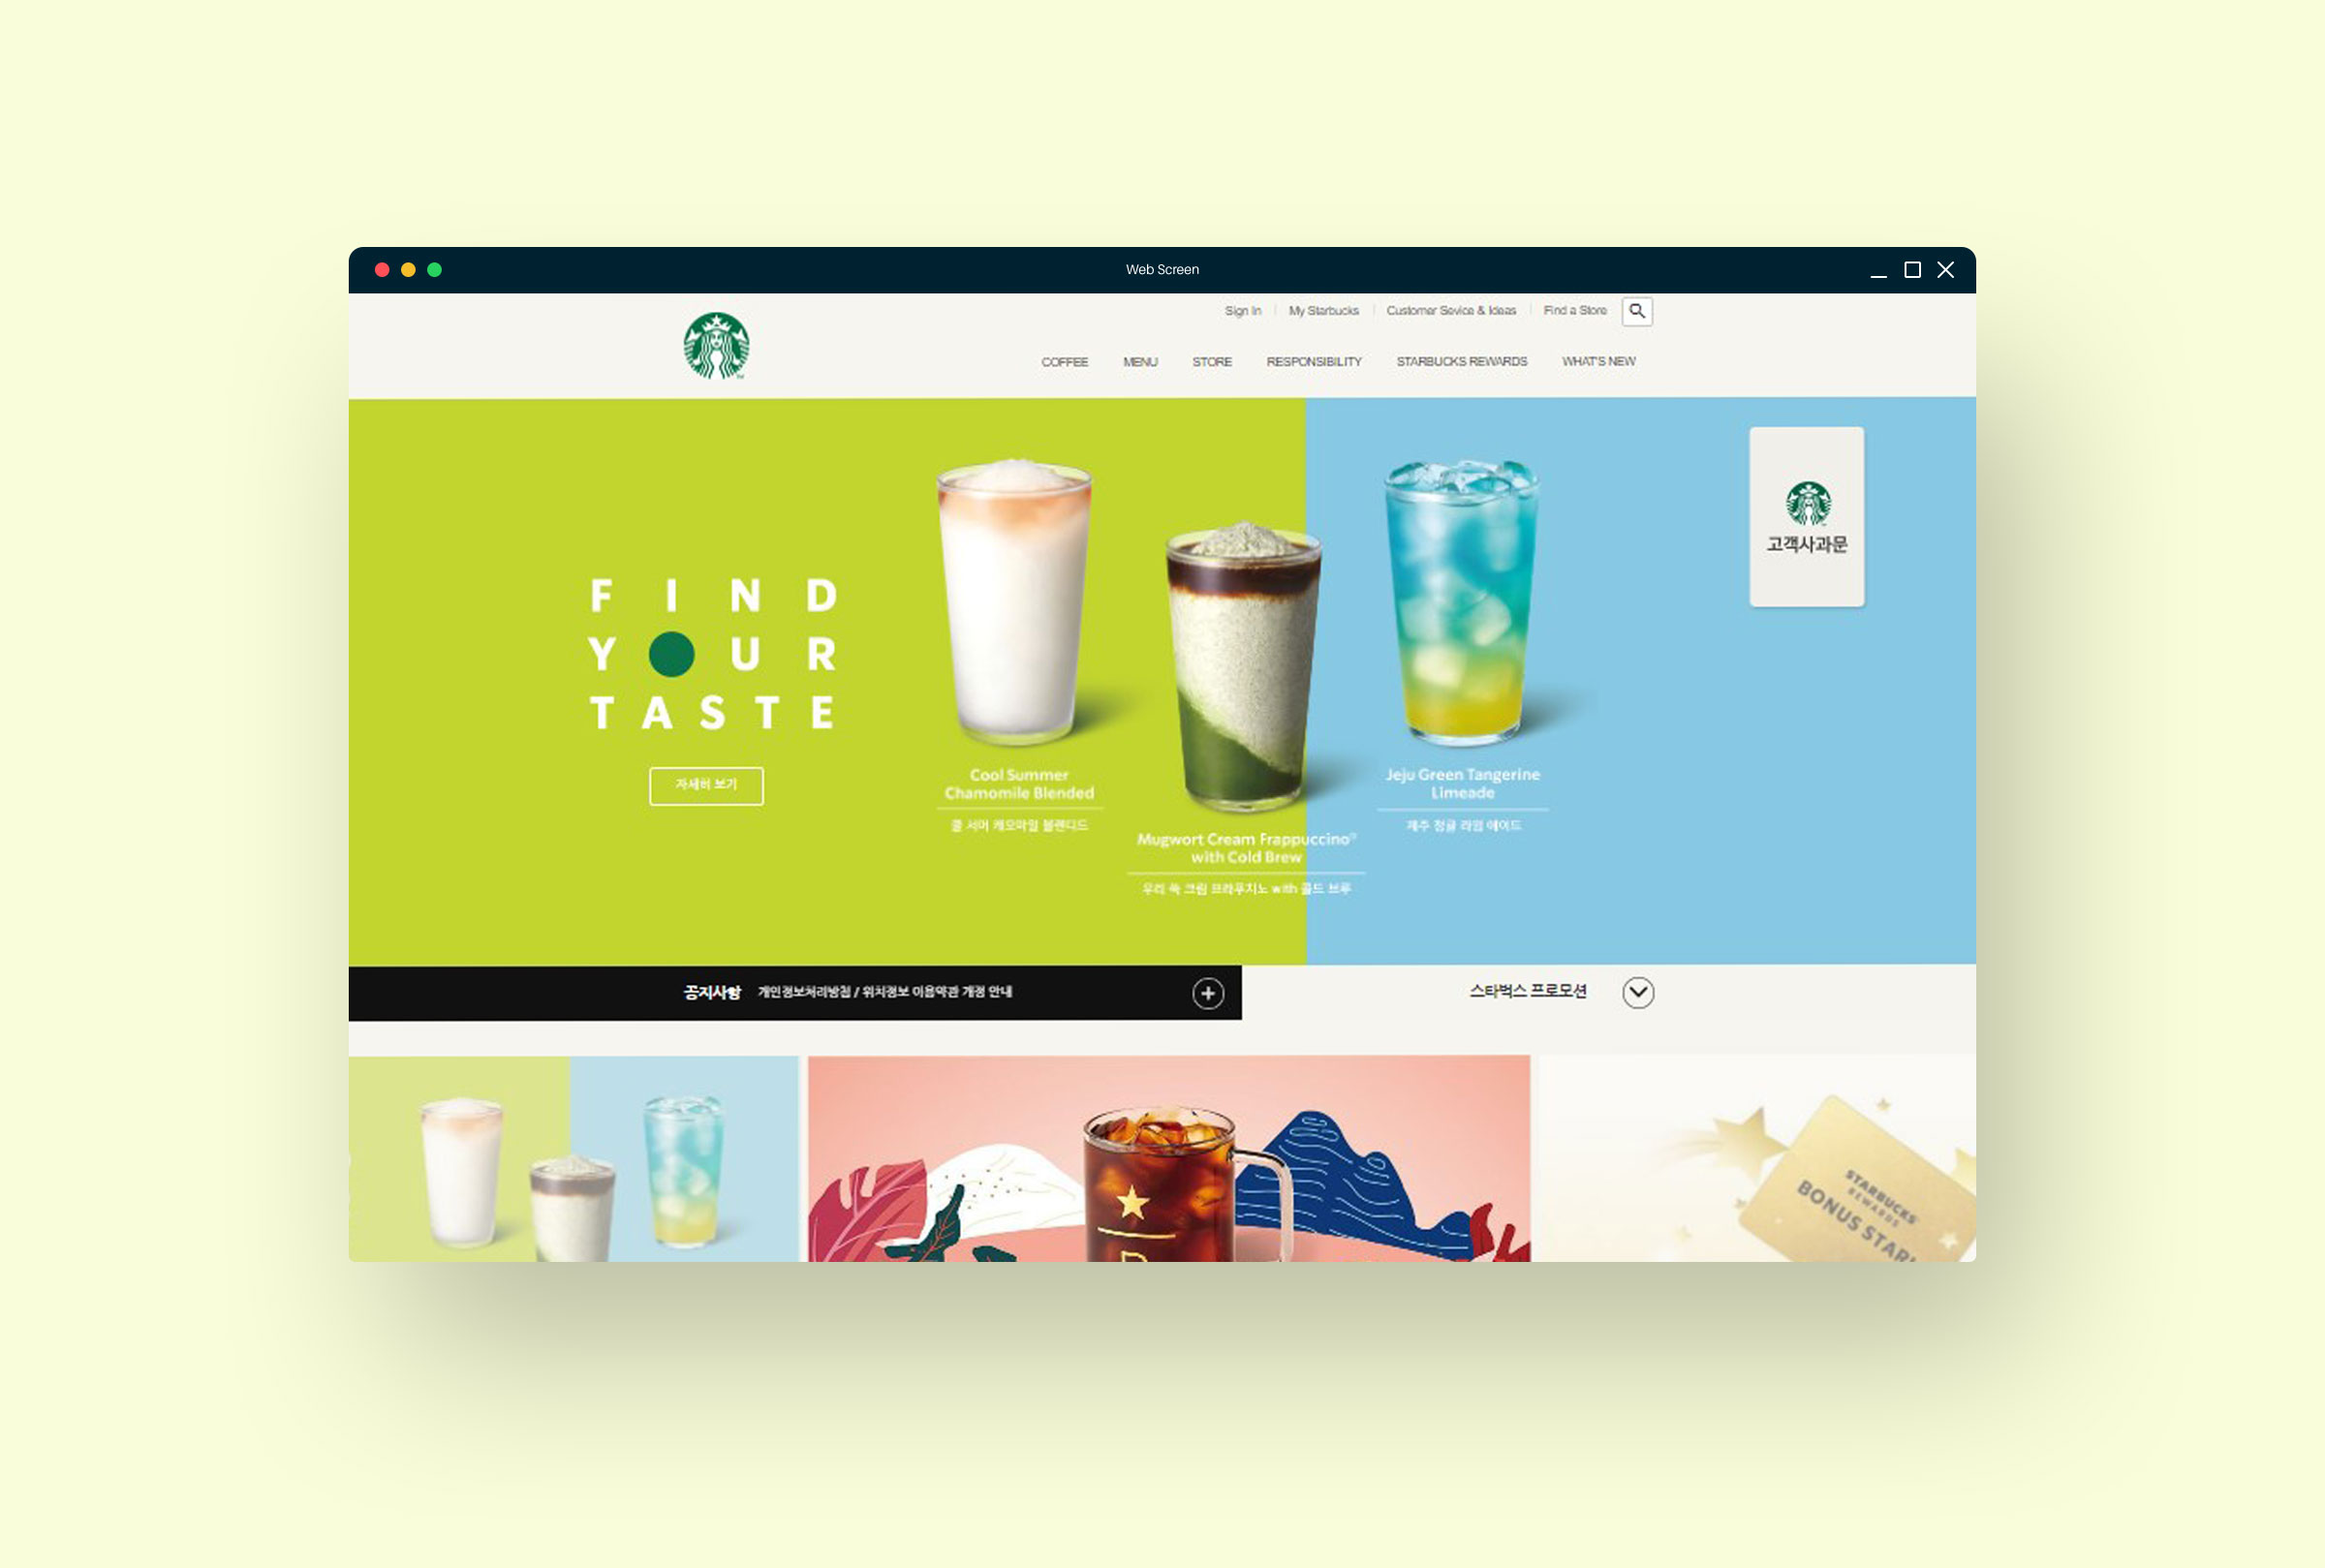 Web Screen
Sign In
My Starbucks
Customer Sevice & Ideas
Find a Store
COFFEE
MENU
STORE
RESPONSIBILITY
STARBUCKS REWARDS
WHAT'S NEW
고객사과문
FIND
YOUR
TASTE
자세히 보기
Cool Summer
Chamomile Blended
쿨 서머 캐모마일 블렌디드
Mugwort Cream Frappuccino®
with Cold Brew
우리 쑥 크림 프라푸치노 with 콜드 브루
Jeju Green Tangerine
Limeade
제주 청귤 라임 에이드
공지사항 개인정보처리방침 / 위치정보 이용약관 개정 안내
스타벅스 프로모션
R
STARBUCKS
REWARDS
BONUS STAR!